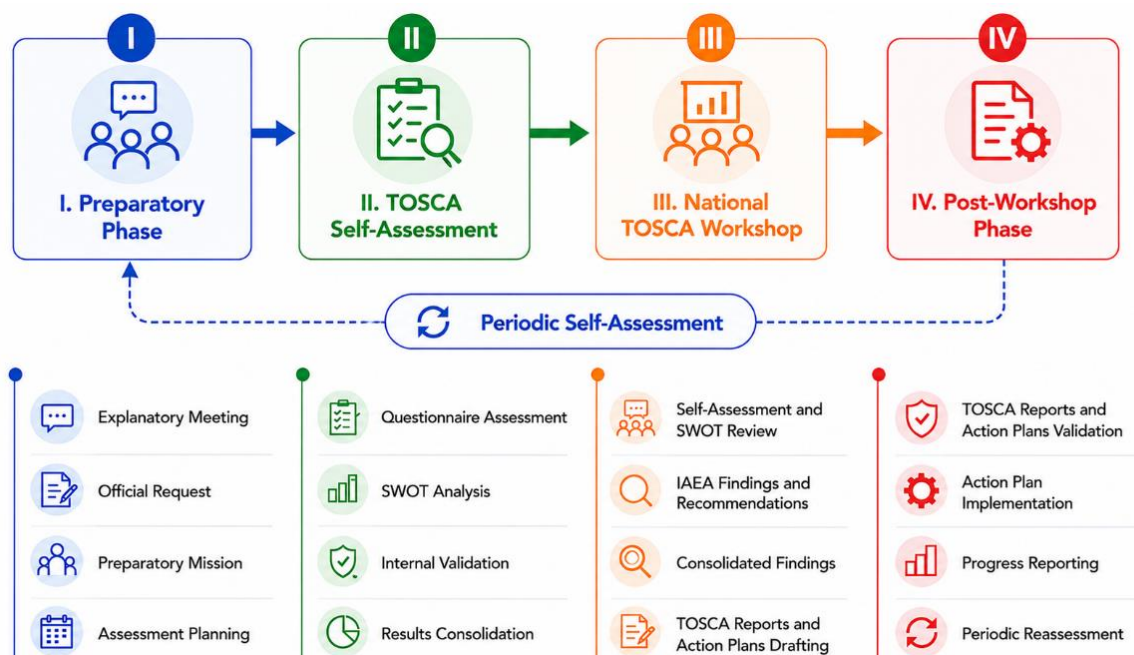 I
II
III
IV
I. Preparatory
Phase
II. TOSCA
Self-Assessment
III. National
TOSCA Workshop
IV. Post-Workshop
Phase
Periodic Self-Assessment
Explanatory Meeting
Official Request
Preparatory Mission
Assessment Planning
Questionnaire Assessment
SWOT Analysis
Internal Validation
Results Consolidation
Self-Assessment and
SWOT Review
IAEA Findings and
Recommendations
Consolidated Findings
TOSCA Reports and
Action Plans Drafting
TOSCA Reports and
Action Plans Validation
Action Plan
Implementation
Progress Reporting
Periodic Reassessment